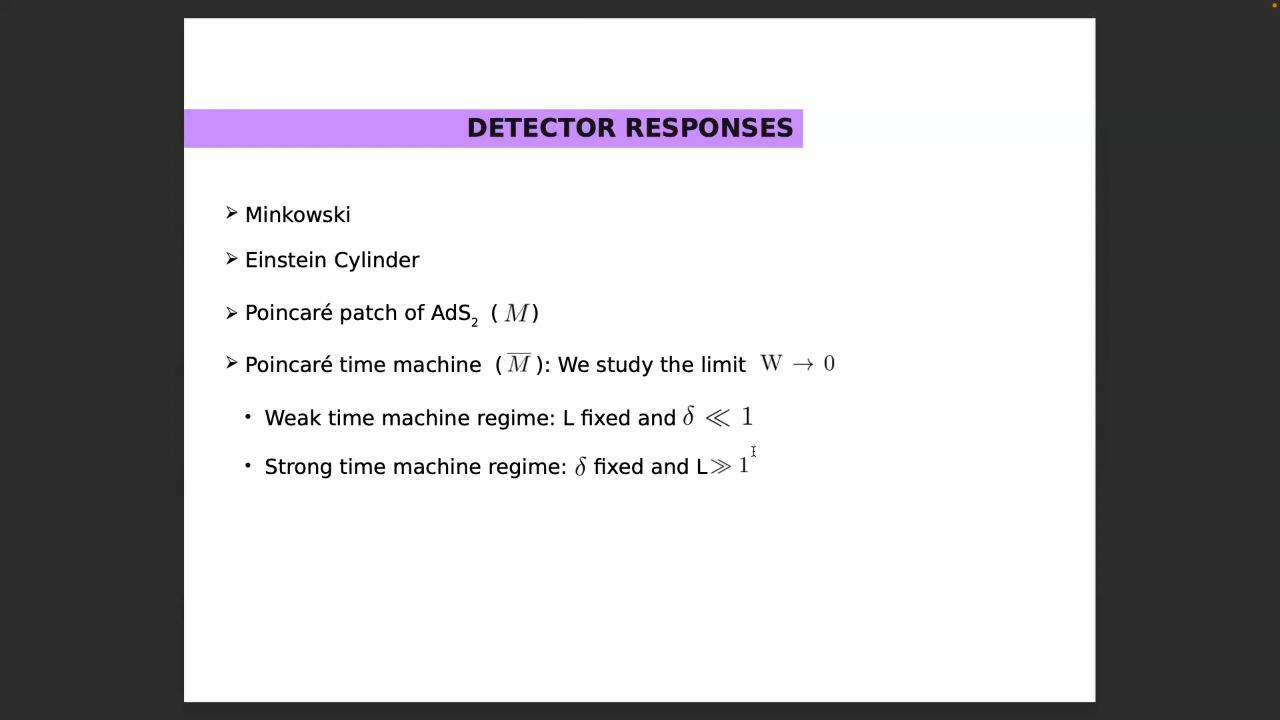 DETECTOR RESPONSES
➢ Minkowski
➢ Einstein Cylinder
➢ Poincaré patch of AdS₂ ( M )
➢ Poincaré time machine ( M̅ ): We study the limit W → 0
• Weak time machine regime: L fixed and δ ≪ 1
• Strong time machine regime: δ fixed and L ≫ 1